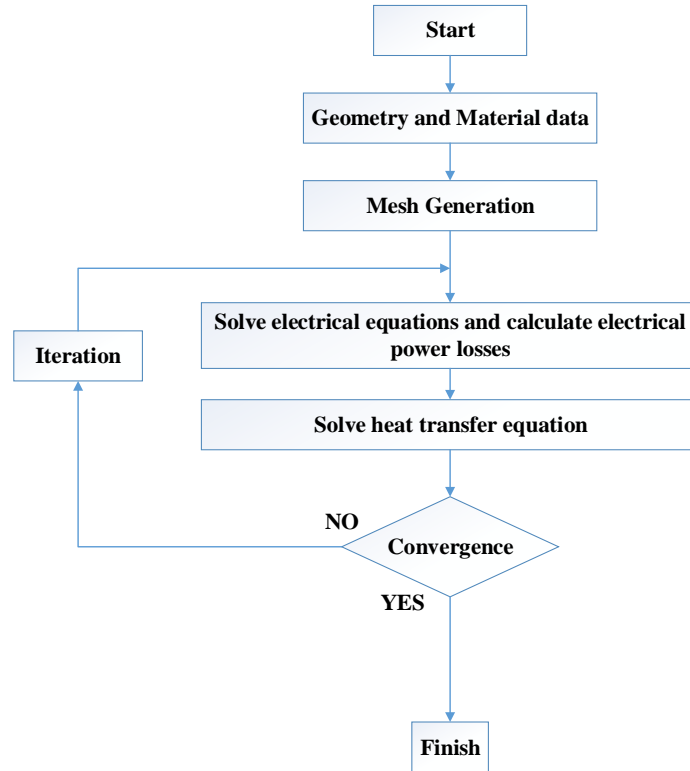 Start
Geometry and Material data
Mesh Generation
Solve electrical equations and calculate electrical
power losses
Iteration
Solve heat transfer equation
NO
Convergence
YES
Finish